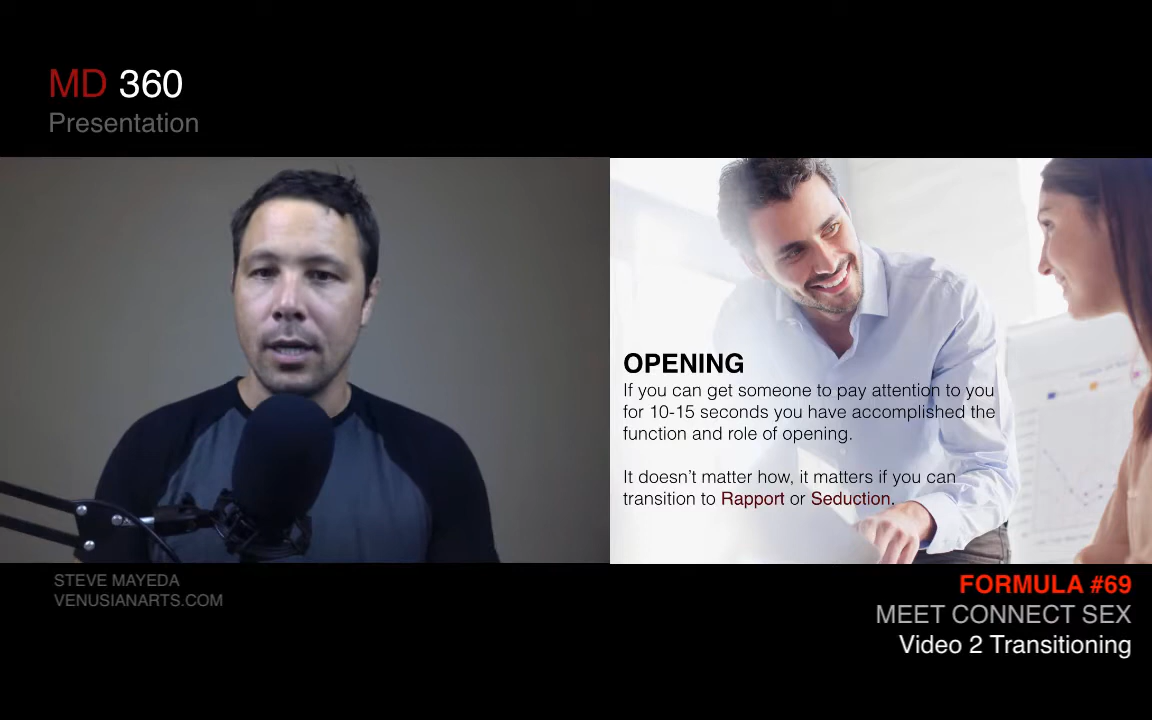 MD 360
Presentation
OPENING
If you can get someone to pay attention to you
for 10-15 seconds you have accomplished the
function and role of opening.
It doesn't matter how, it matters if you can
transition to Rapport or Seduction.
STEVE MAYEDA
VENUSIANARTS.COM
FORMULA #69
MEET CONNECT SEX
Video 2 Transitioning